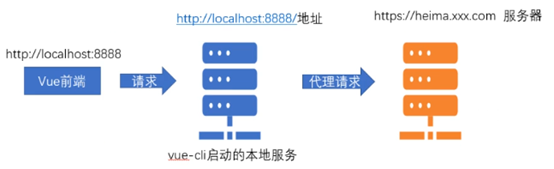 http://localhost:8888/地址
https://heima.xxx.com 服务器
http://localhost:8888
Vue前端
请求
代理请求
vue-cli启动的本地服务